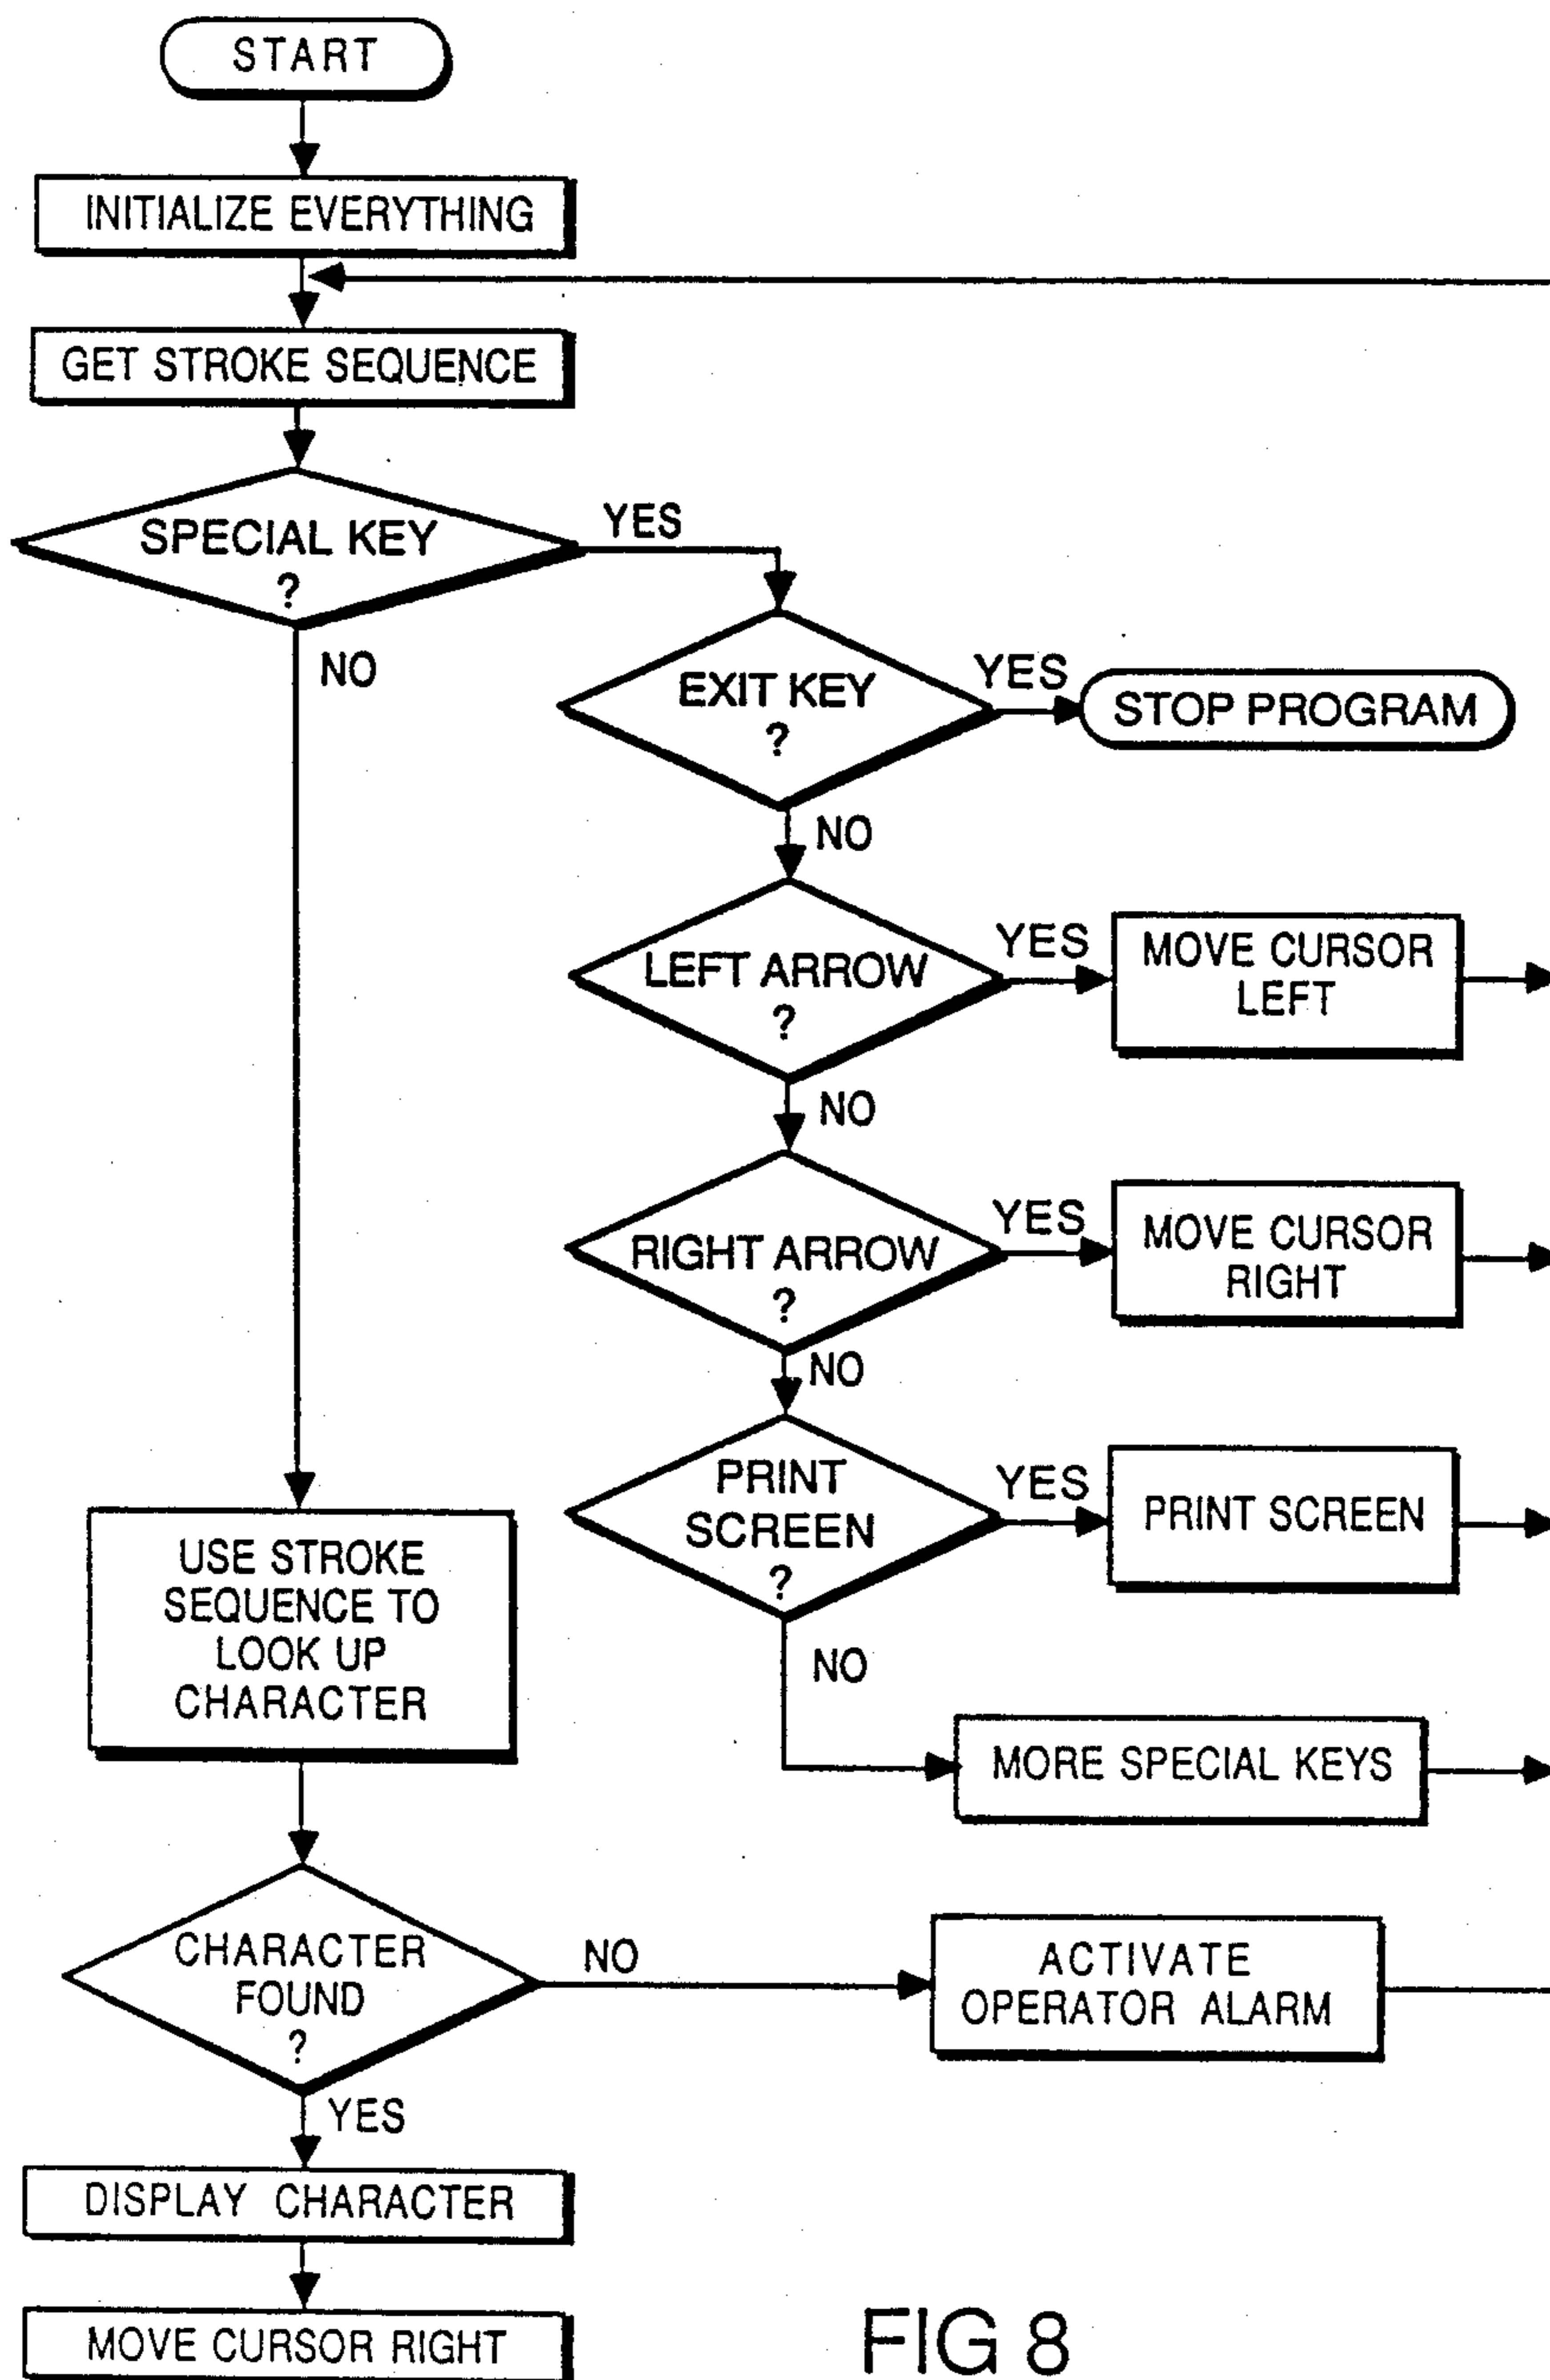 START
INITIALIZE EVERYTHING
GET STROKE SEQUENCE
SPECIAL KEY
?
YES
NO
EXIT KEY
?
YES
STOP PROGRAM
NO
LEFT ARROW
?
YES
MOVE CURSOR
LEFT
NO
RIGHT ARROW
?
YES
MOVE CURSOR
RIGHT
NO
PRINT
SCREEN
?
YES
PRINT SCREEN
NO
MORE SPECIAL KEYS
USE STROKE
SEQUENCE TO
LOOK UP
CHARACTER
CHARACTER
FOUND
?
NO
ACTIVATE
OPERATOR ALARM
YES
DISPLAY CHARACTER
MOVE CURSOR RIGHT
FIG 8